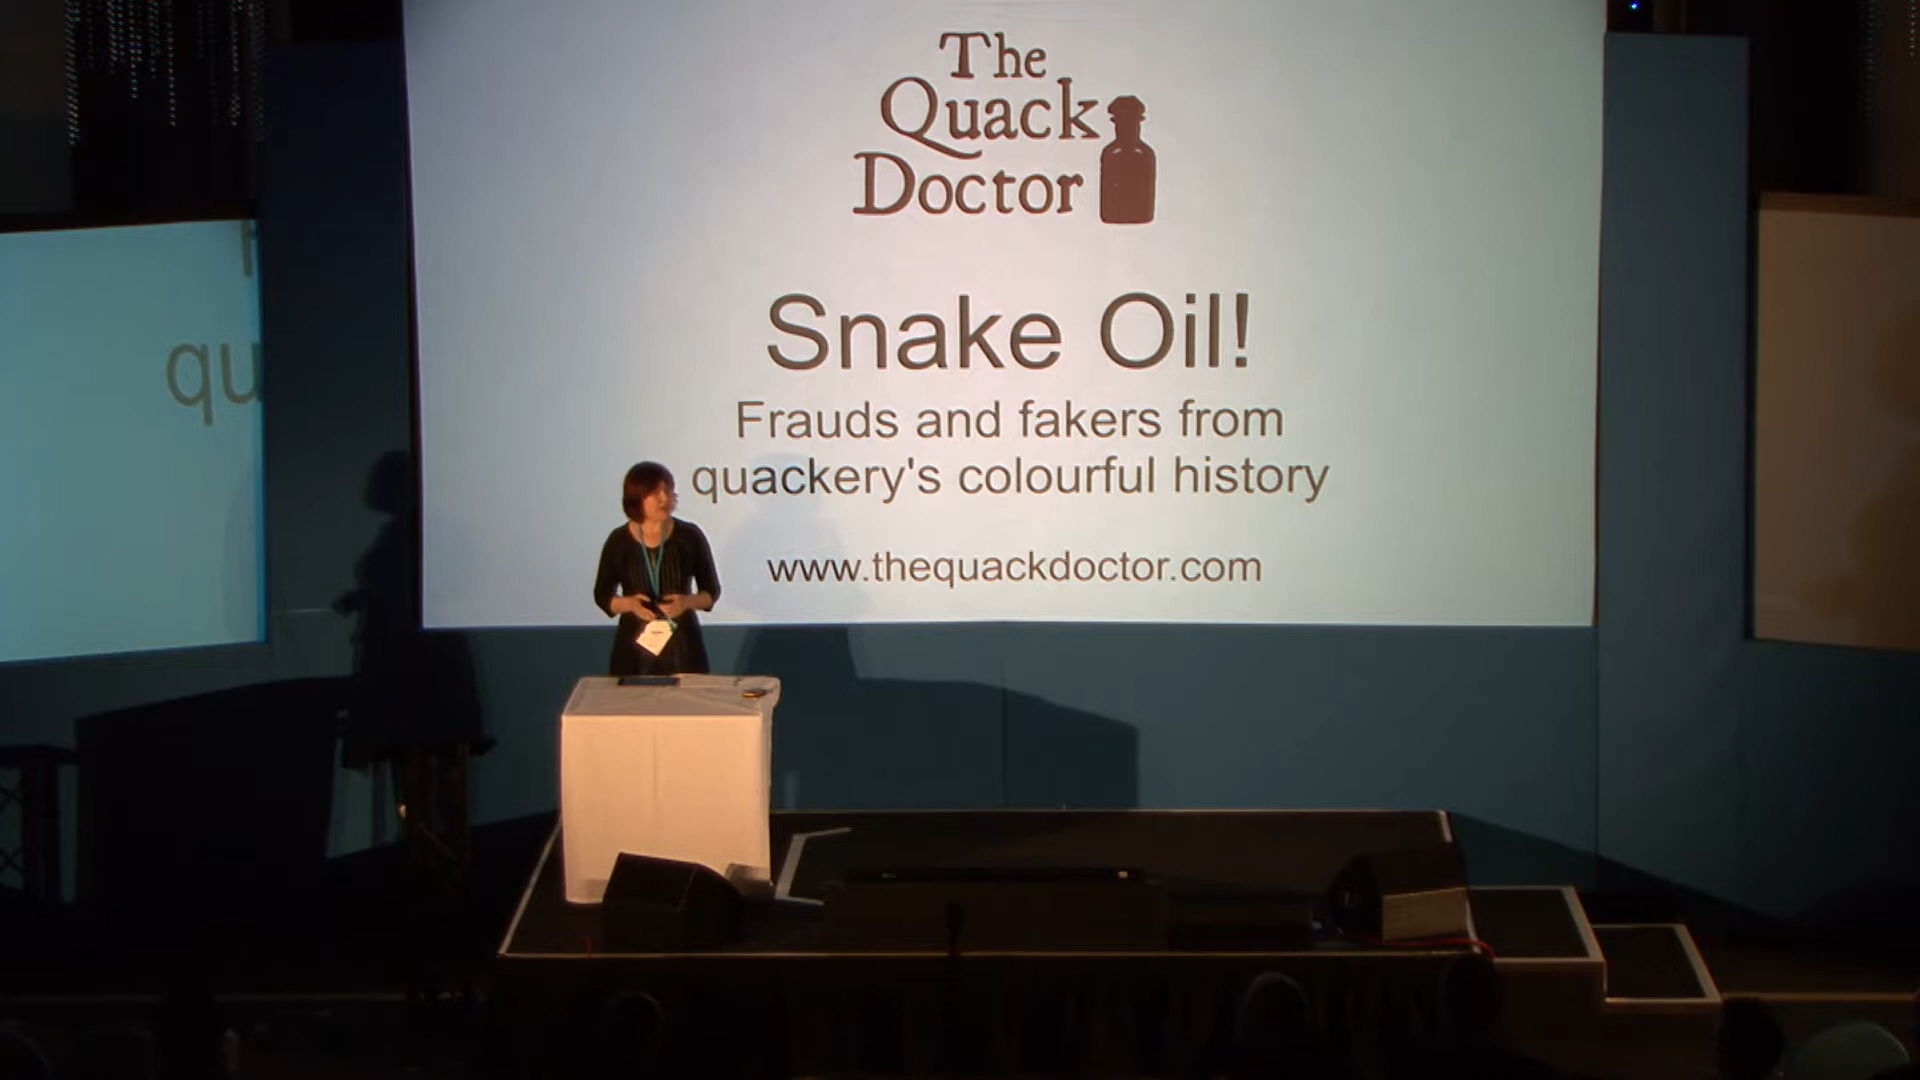 The
Quack
Doctor
Snake Oil!
Frauds and fakers from
quackery's colourful history
www.thequackdoctor.com
qu